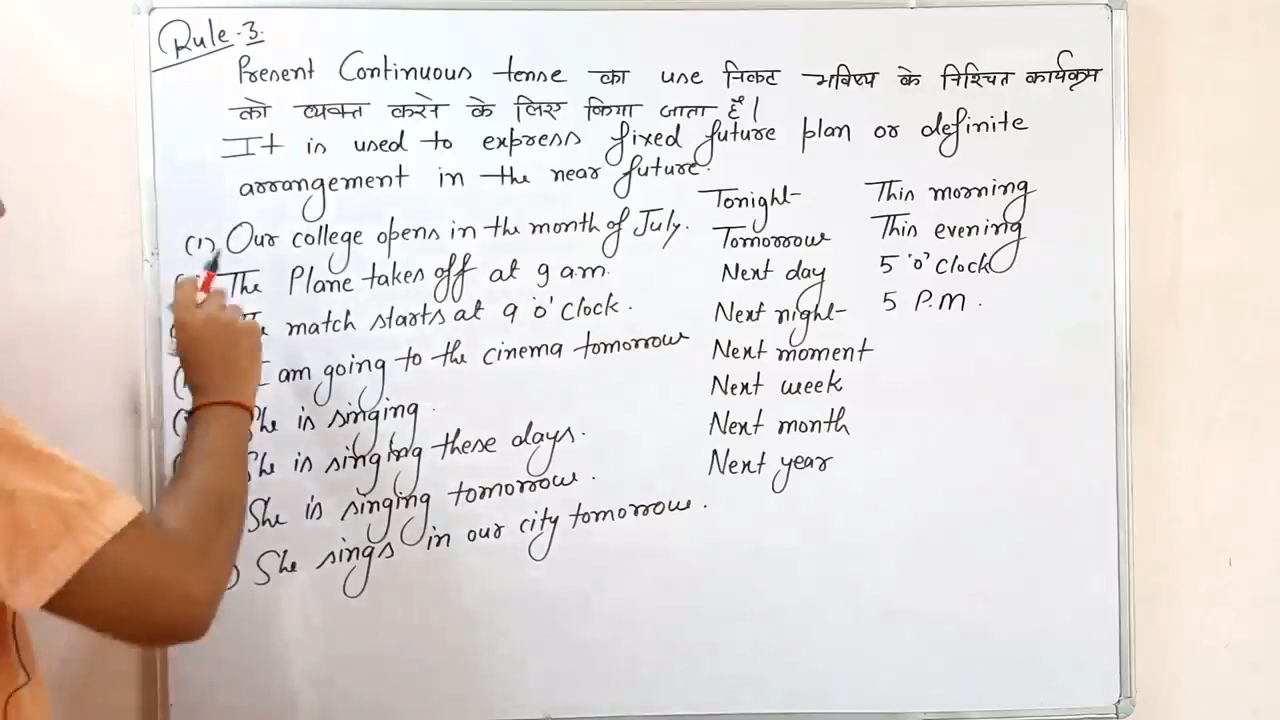 Rule-3.
Present Continuous tense का use निकट भविष्य के निश्चित कार्यक्रम
को व्यक्त करने के लिए किया जाता है।
It is used to express fixed future plan or definite
arrangement in the near future.
(1) Our college opens in the month of July.
The Plane takes off at 9 am.
match starts at 9 'o' Clock.
I am going to the cinema tomorrow
She is singing.
She is singing these days.
She is singing tomorrow.
She sings in our city tomorrow.
Tonight-
Tomorrow
Next day
Next night-
Next moment
Next week
Next month
Next year
This morning
This evening
5 'o' Clock
5 P.M.